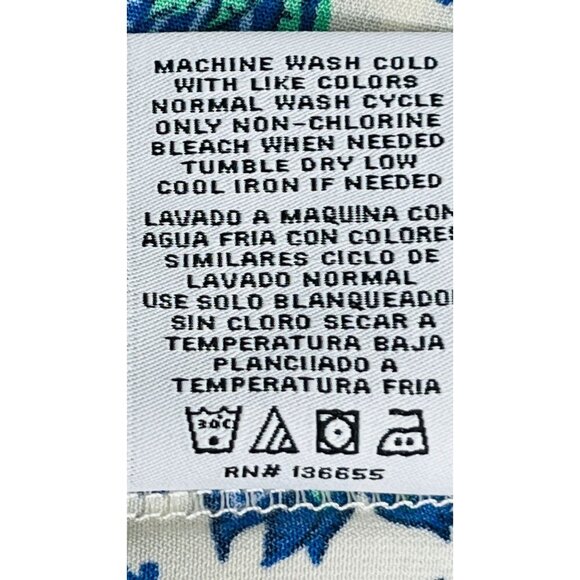 MACHINE WASH COLD
WITH LIKE COLORS
NORMAL WASH CYCLE
ONLY NON-CHLORINE
BLEACH WHEN NEEDED
TUMBLE DRY LOW
COOL IRON IF NEEDED
LAVADO A MAQUINA CON
AGUA FRIA CON COLORES
SIMILARES CICLO DE
LAVADO NORMAL
USE SOLO BLANQUEADO
SIN CLORO SECAR A
TEMPERATURA BAJA
PLANCHADO A
TEMPERATURA FRIA
30C
RN# 136655